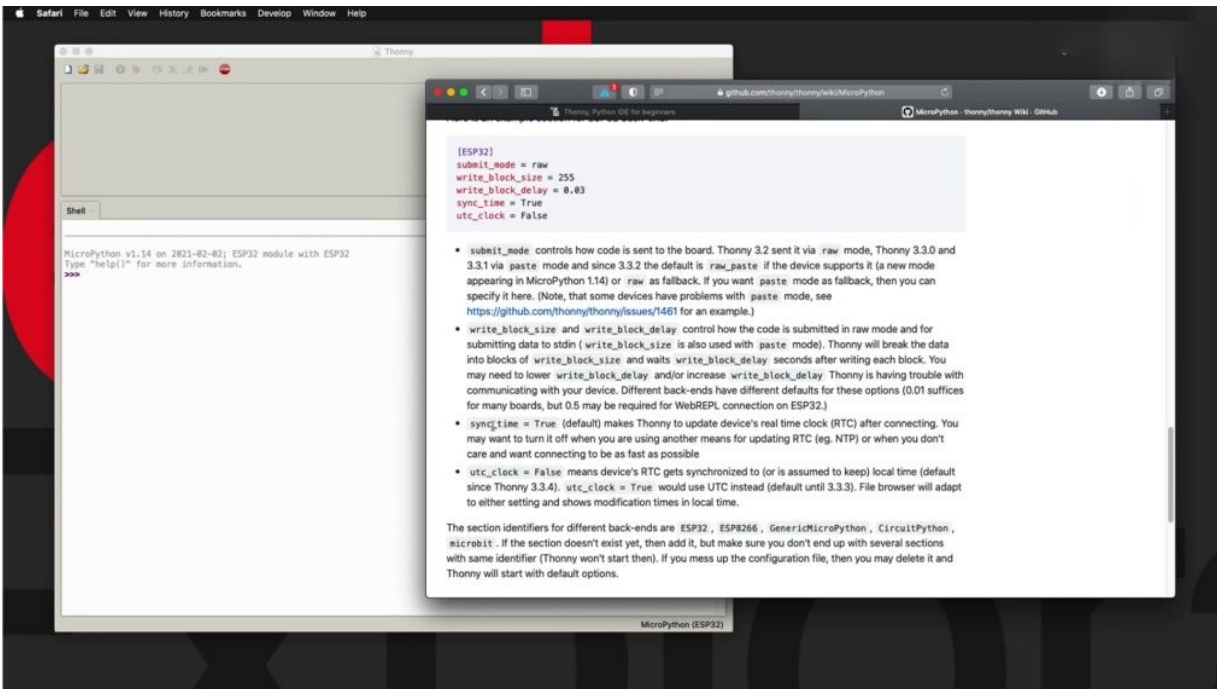 Safari File Edit View History Bookmarks Develop Window Help
Thonny
Shell
MicroPython v1.14 on 2021-02-02; ESP32 module with ESP32
Type "help()" for more information.
>>>
MicroPython (ESP32)
github.com/thonny/thonny/wiki/MicroPython
Thonny, Python IDE for beginners
MicroPython · thonny/thonny Wiki · GitHub
[ESP32]
submit_mode = raw
write_block_size = 255
write_block_delay = 0.03
sync_time = True
utc_clock = False
• submit_mode controls how code is sent to the board. Thonny 3.2 sent it via raw mode, Thonny 3.3.0 and
3.3.1 via paste mode and since 3.3.2 the default is raw_paste if the device supports it (a new mode
appearing in MicroPython 1.14) or raw as fallback. If you want paste mode as fallback, then you can
specify it here. (Note, that some devices have problems with paste mode, see
https://github.com/thonny/thonny/issues/1461 for an example.)
• write_block_size and write_block_delay control how the code is submitted in raw mode and for
submitting data to stdin ( write_block_size is also used with paste mode). Thonny will break the data
into blocks of write_block_size and waits write_block_delay seconds after writing each block. You
may need to lower write_block_delay and/or increase write_block_delay Thonny is having trouble with
communicating with your device. Different back-ends have different defaults for these options (0.01 suffices
for many boards, but 0.5 may be required for WebREPL connection on ESP32.)
• sync_time = True (default) makes Thonny to update device's real time clock (RTC) after connecting. You
may want to turn it off when you are using another means for updating RTC (eg. NTP) or when you don't
care and want connecting to be as fast as possible
• utc_clock = False means device's RTC gets synchronized to (or is assumed to keep) local time (default
since Thonny 3.3.4). utc_clock = True would use UTC instead (default until 3.3.3). File browser will adapt
to either setting and shows modification times in local time.
The section identifiers for different back-ends are ESP32 , ESP8266 , GenericMicroPython , CircuitPython ,
microbit . If the section doesn't exist yet, then add it, but make sure you don't end up with several sections
with same identifier (Thonny won't start then). If you mess up the configuration file, then you may delete it and
Thonny will start with default options.